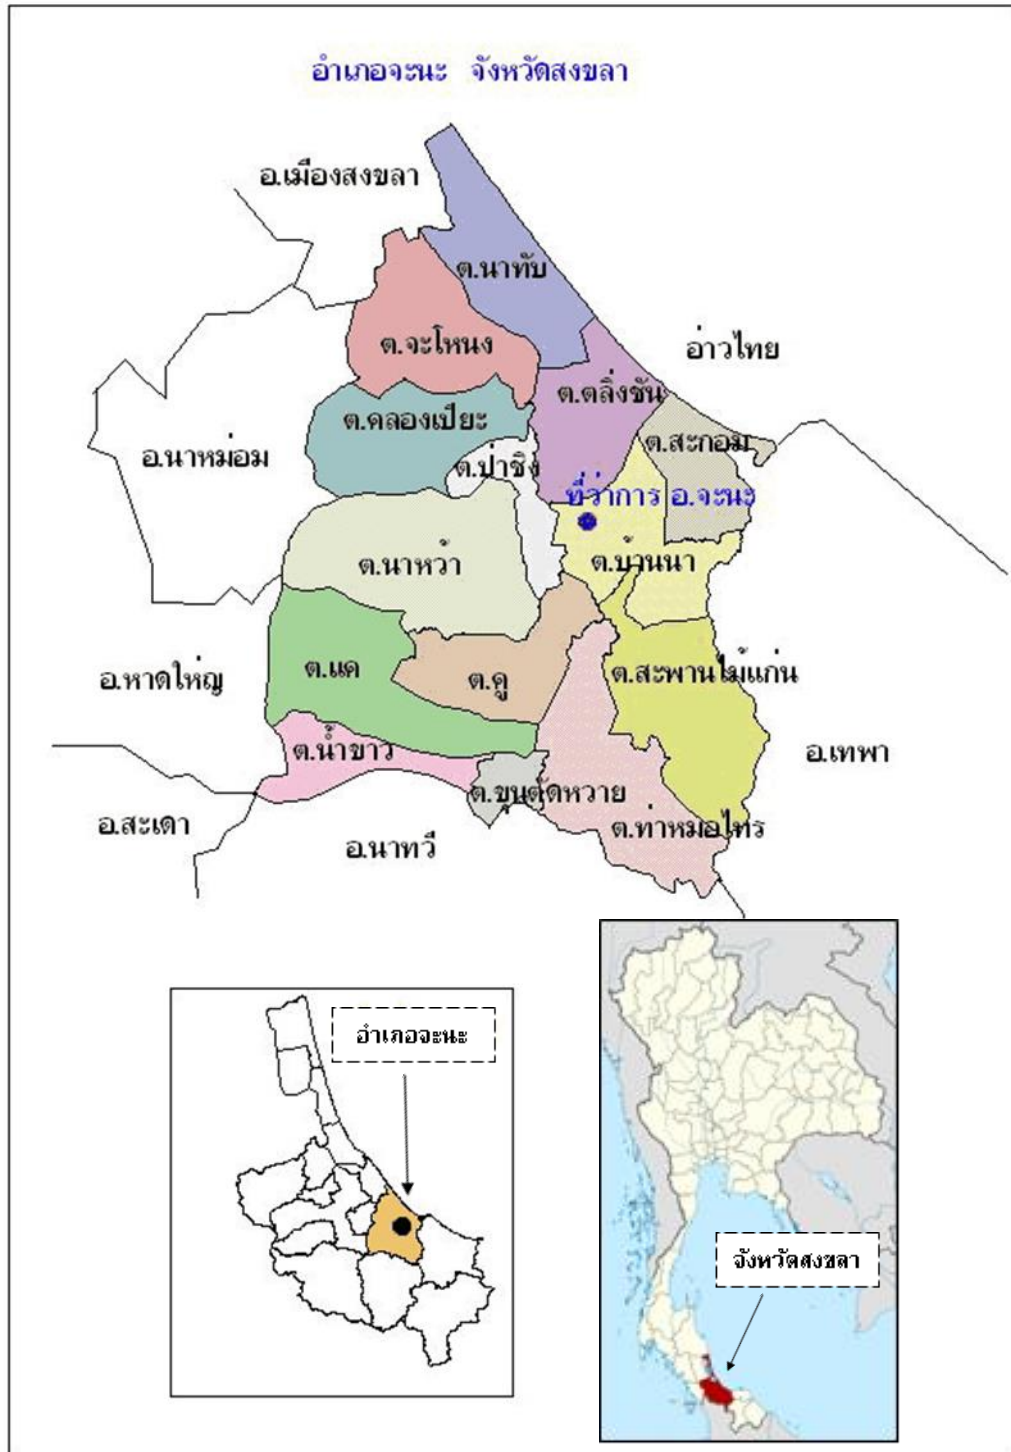 อำเภอจะนะ จังหวัดสงขลา
อ.เมืองสงขลา
ต.นาทับ
ต.จะโหนง
อ่าวไทย
ต.ตลิ่งชัน
ต.คลองเปียะ
ต.สะกอม
อ.นาหม่อม
ต.ป่าชิง
ที่ว่าการ อ.จะนะ
ต.นาหว้า
ต.บ้านนา
อ.หาดใหญ่
ต.แค
ต.คู
ต.สะพานไม้แก่น
ต.น้ำขาว
อ.เทพา
ต.ขุนตัดหวาย
อ.สะเดา
ต.ท่าหมอไทร
อ.นาทวี
อำเภอจะนะ
จังหวัดสงขลา